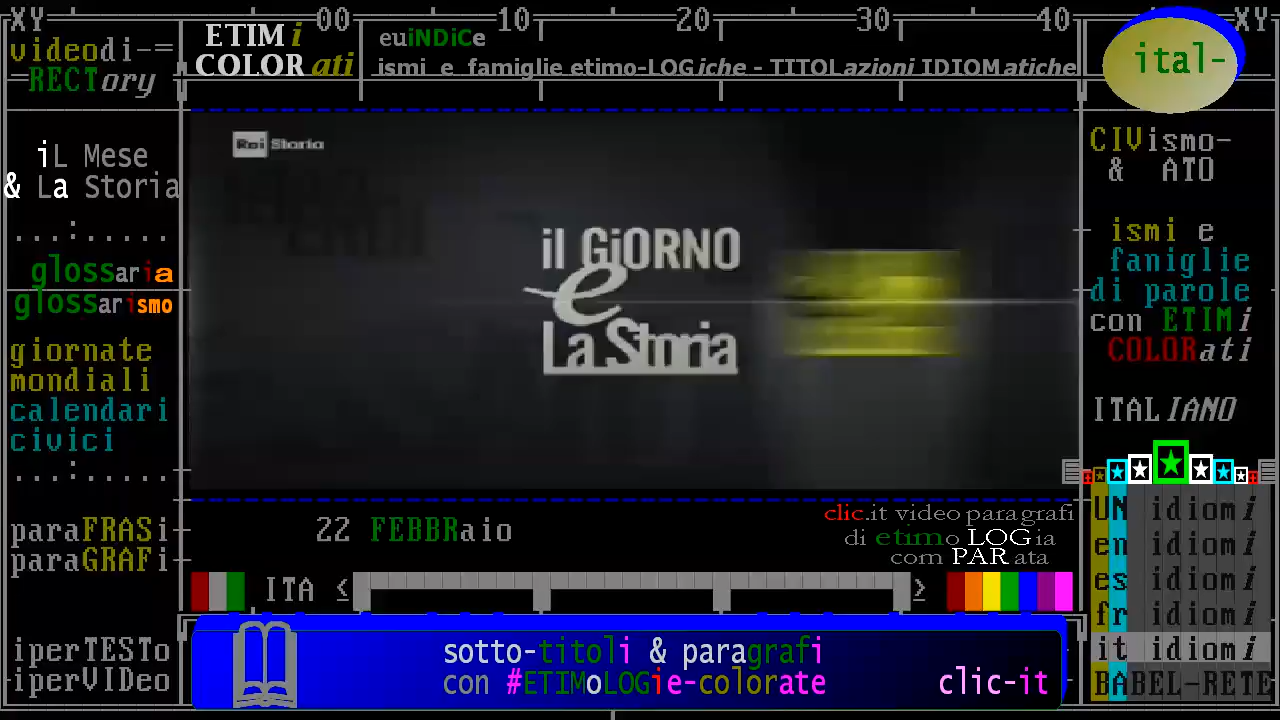 XY 00 10 20 30 40 XY
videodi-=
=RECTory
ETIMi
COLORati
euiNDiCe
ismi e famiglie etimo-LOGiche - TITOLazioni IDIOMatiche
ital-
iL Mese
& La Storia
...:.....
glossaria
glossarismo
giornate
mondiali
calendari
civici
...:.....
paraFRASi
paraGRAFi
iperTESTo
iperVIDeo
Rai Storia
il GiORNO
e
La Storia
22 FEBBRaio
clic.it video paragrafi
di etimo LOGia
com PARata
ITA < >
sotto-titoli & paragrafi
con #ETIMoLOGie-colorate
clic-it
CIVismo-
& ATO
ismi e
faniglie
di parole
con ETIMi
COLORati
ITALIANO
UN idiomi
en idiomi
es idiomi
fr idiomi
it idiomi
BABEL-RETE